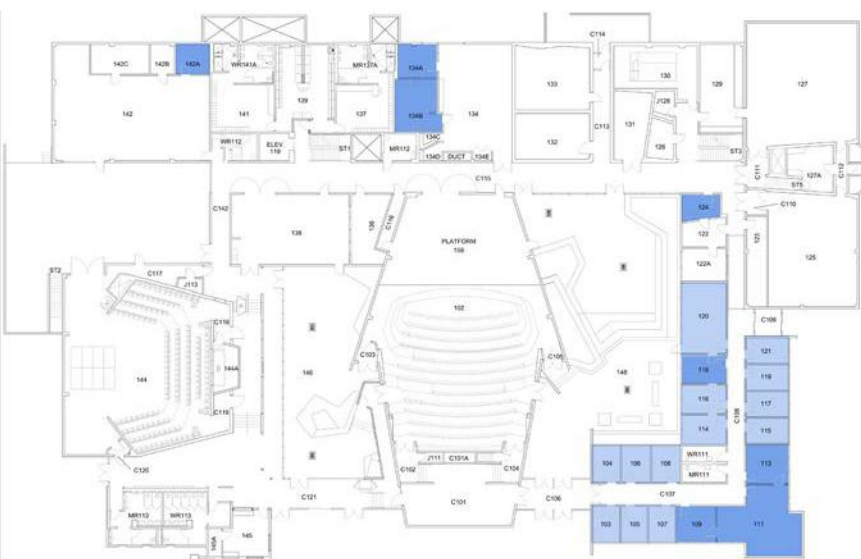 C114
142C
142B
142A
WR141A
MR137A
134A
130
129
127
133
142
141
139
137
134B
134
J128
131
132
C113
126
WR112
ELEV.
119
ST1
MR112
134C
134D
DUCT
134E
ST3
C111
127A
C112
ST5
C115
C110
C142
138
136
C116
PLATFORM
124
122
123
125
122A
ST2
C117
J113
102
120
C109
C118
C103
C105
121
144
144A
146
148
118
119
116
117
C108
C119
114
115
C120
J111
C101A
C102
C104
104
106
108
WR111
MR111
113
C121
C101
C106
C107
MR113
WR113
145A
145
103
105
107
109
111